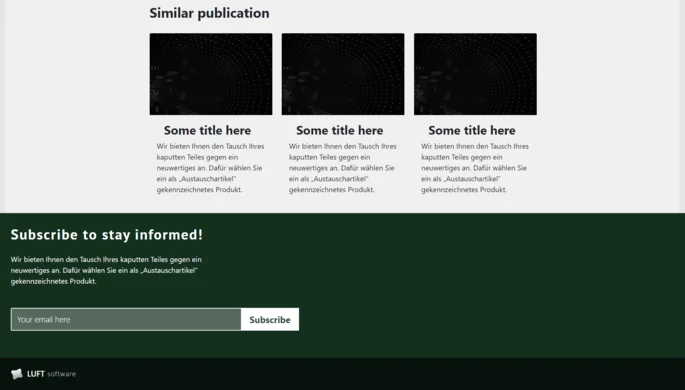 Similar publication
Some title here
Wir bieten Ihnen den Tausch Ihres
kaputten Teiles gegen ein
neuwertiges an. Dafür wählen Sie
ein als „Austauschartikel"
gekennzeichnetes Produkt.
Some title here
Wir bieten Ihnen den Tausch Ihres
kaputten Teiles gegen ein
neuwertiges an. Dafür wählen Sie
ein als „Austauschartikel"
gekennzeichnetes Produkt.
Some title here
Wir bieten Ihnen den Tausch Ihres
kaputten Teiles gegen ein
neuwertiges an. Dafür wählen Sie
ein als „Austauschartikel"
gekennzeichnetes Produkt.
Subscribe to stay informed!
Wir bieten Ihnen den Tausch Ihres kaputten Teiles gegen ein
neuwertiges an. Dafür wählen Sie ein als „Austauschartikel"
gekennzeichnetes Produkt.
Your email here
Subscribe
LUFT software